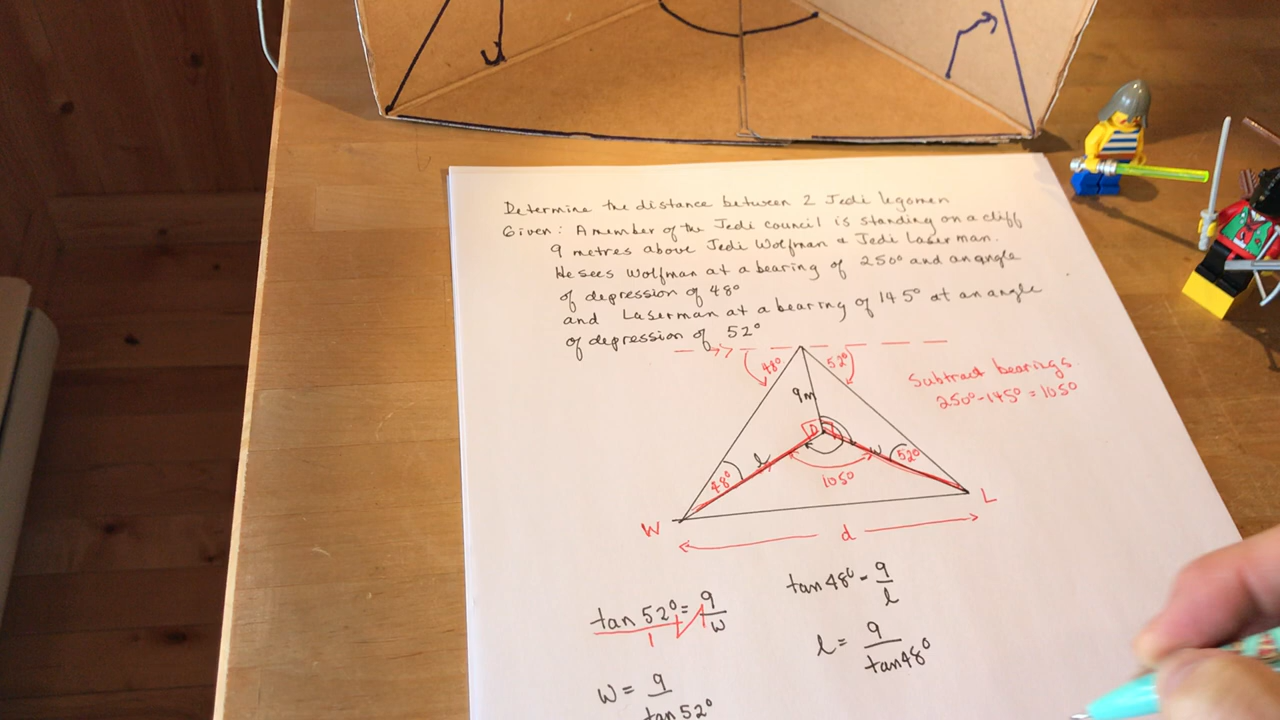 Determine the distance between 2 Jedi legomen
Given: A member of the Jedi council is standing on a cliff
9 metres above Jedi Wolfman & Jedi Laserman.
He sees Wolfman at a bearing of 250° and an angle
of depression of 48°
and Laserman at a bearing of 145° at an angle
of depression of 52°
48° 52°
Subtract bearings
250° - 145° = 105°
9m
D
l w
48° 105° 52°
W L
d
tan 52° = 9/w
1
tan 48° = 9/l
l = 9/tan 48°
w = 9/tan 52°